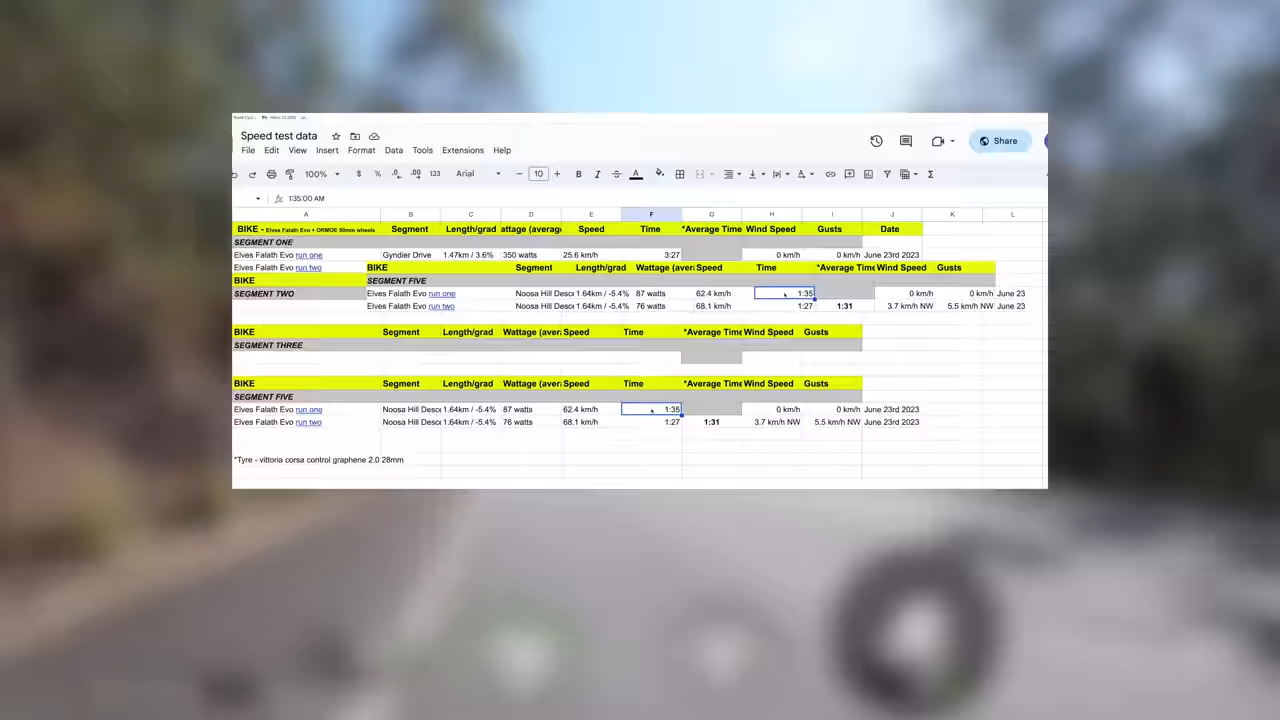 Speed test data
File Edit View Insert Format Data Tools Extensions Help
Share
100% $ % .0 .00 123 Arial − 10 + B I A Σ
fx 1:35:00 AM
A B C D E F G H I J K L
BIKE - Elves Falath Evo + ORMOE 50mm wheels Segment Length/grad attage (average Speed Time *Average Time Wind Speed Gusts Date
SEGMENT ONE
Elves Falath Evo run one Gyndier Drive 1.47km / 3.6% 350 watts 25.6 km/h 3:27 0 km/h 0 km/h June 23rd 2023
Elves Falath Evo run two BIKE Segment Length/grad Wattage (aver Speed Time *Average Time Wind Speed Gusts
BIKE SEGMENT FIVE
SEGMENT TWO Elves Falath Evo run one Noosa Hill Desc 1.64km / -5.4% 87 watts 62.4 km/h 1:35 0 km/h 0 km/h June 23
Elves Falath Evo run two Noosa Hill Desc 1.64km / -5.4% 76 watts 68.1 km/h 1:27 1:31 3.7 km/h NW 5.5 km/h NW June 23
BIKE Segment Length/grad Wattage (aver Speed Time *Average Time Wind Speed Gusts
SEGMENT THREE
BIKE Segment Length/grad Wattage (aver Speed Time *Average Time Wind Speed Gusts
SEGMENT FIVE
Elves Falath Evo run one Noosa Hill Desc 1.64km / -5.4% 87 watts 62.4 km/h 1:35 0 km/h 0 km/h June 23rd 2023
Elves Falath Evo run two Noosa Hill Desc 1.64km / -5.4% 76 watts 68.1 km/h 1:27 1:31 3.7 km/h NW 5.5 km/h NW June 23rd 2023
*Tyre - vittoria corsa control graphene 2.0 28mm